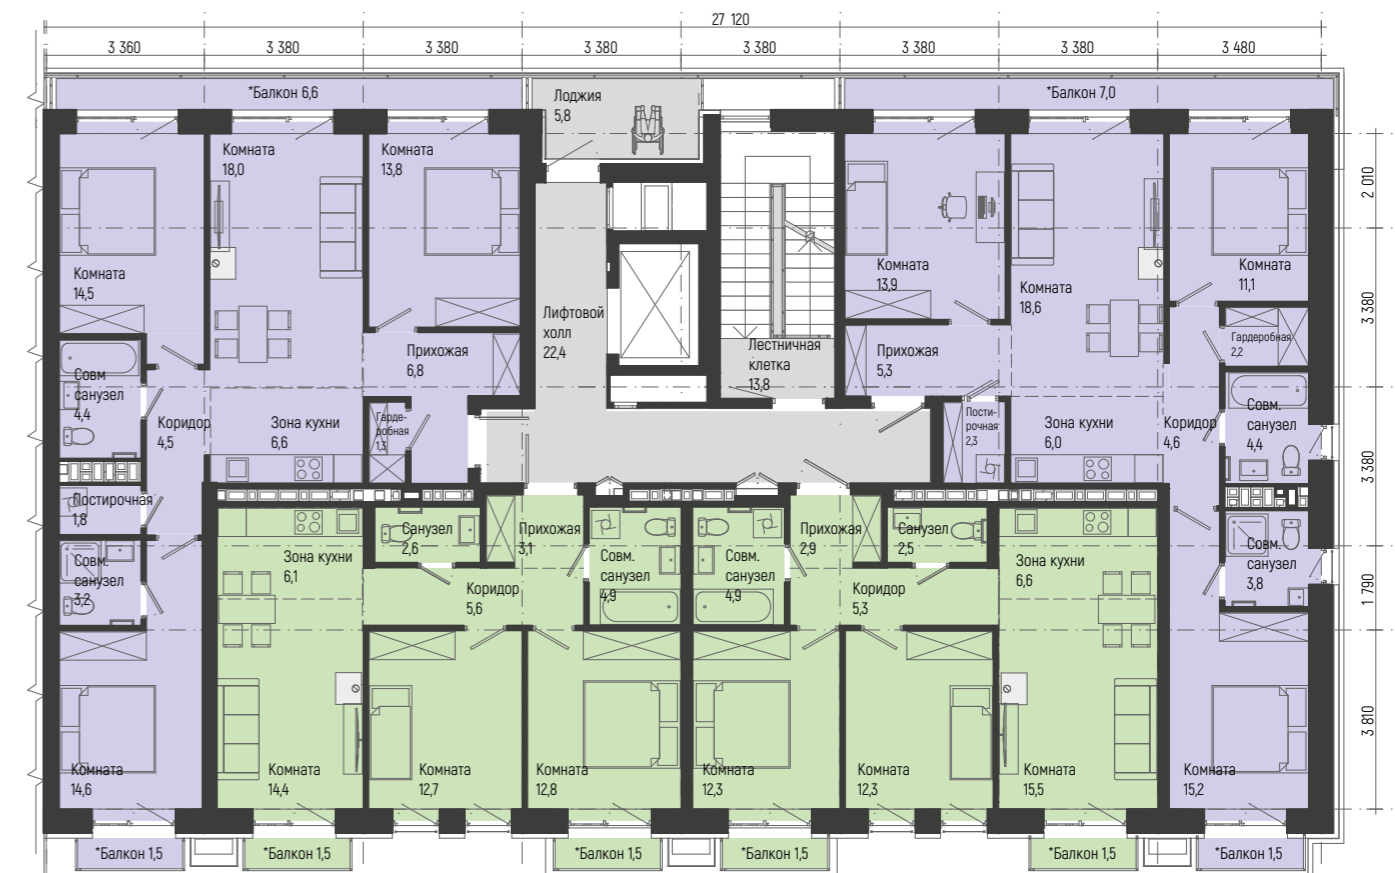 27 120
3 360
3 380
3 380
3 380
3 380
3 380
3 380
3 480
*Балкон 6,6
Лоджия
5,8
*Балкон 7,0
Комната
18,0
Комната
13,8
Комната
14,5
Комната
13,9
Комната
18,6
Комната
11,1
2 010
3 380
3 380
1 790
3 810
Лифтовой
холл
22,4
Лестничная
клетка
13,8
Прихожая
6,8
Прихожая
5,3
Гардеробная
2,2
Совм
санузел
4,4
Коридор
4,5
Зона кухни
6,6
Гарде-
робная
1,3
Пости-
рочная
2,3
Зона кухни
6,0
Коридор
4,6
Совм.
санузел
4,4
Постирочная
1,8
Совм.
санузел
3,2
Зона кухни
6,1
Санузел
2,6
Прихожая
3,1
Совм.
санузел
4,9
Совм.
санузел
4,9
Прихожая
2,9
Санузел
2,5
Зона кухни
6,6
Совм.
санузел
3,8
Коридор
5,6
Коридор
5,3
Комната
14,6
Комната
14,4
Комната
12,7
Комната
12,8
Комната
12,3
Комната
12,3
Комната
15,5
Комната
15,2
*Балкон 1,5
*Балкон 1,5
*Балкон 1,5
*Балкон 1,5
*Балкон 1,5
*Балкон 1,5